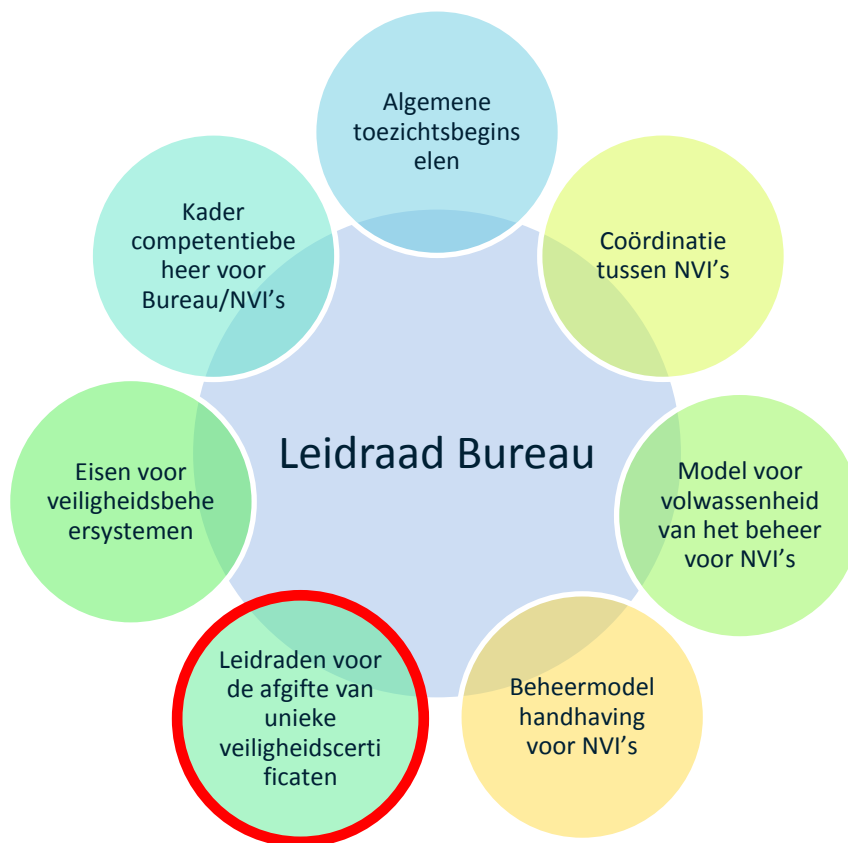 Algemene
toezichtsbegins
elen
Kader
competentiebe
heer voor
Bureau/NVI’s
Coördinatie
tussen NVI’s
Leidraad Bureau
Eisen voor
veiligheidsbehe
ersystemen
Model voor
volwassenheid
van het beheer
voor NVI’s
Leidraden voor
de afgifte van
unieke
veiligheidscerti
ficaten
Beheermodel
handhaving
voor NVI’s